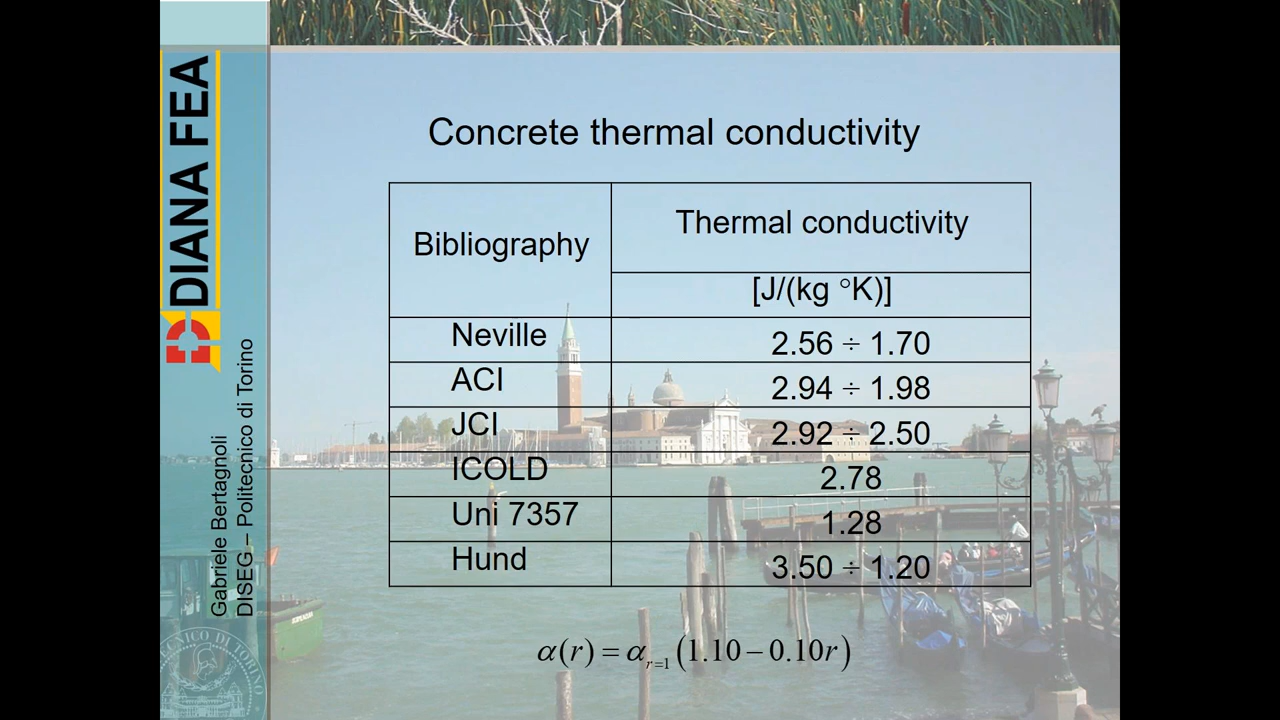 DIANA FEA
Gabriele Bertagnoli
DISEG – Politecnico di Torino
Concrete thermal conductivity
Bibliography
Thermal conductivity
[J/(kg °K)]
Neville 2.56 ÷ 1.70
ACI 2.94 ÷ 1.98
JCI 2.92 ÷ 2.50
ICOLD 2.78
Uni 7357 1.28
Hund 3.50 ÷ 1.20
α(r) = α_{r=1} (1.10 − 0.10r)